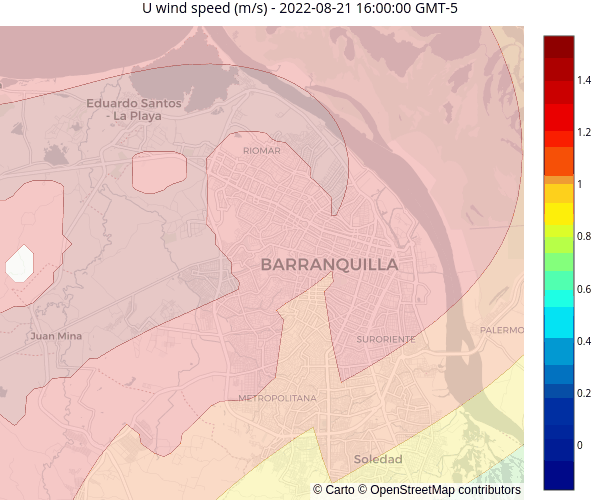 U wind speed (m/s) - 2022-08-21 16:00:00 GMT-5
Eduardo Santos
- La Playa
RIOMAR
BARRANQUILLA
Juan Mina
SURORIENTE
PALERMO
METROPOLITANA
Soledad
© Carto © OpenStreetMap contributors
1.4
1.2
1
0.8
0.6
0.4
0.2
0